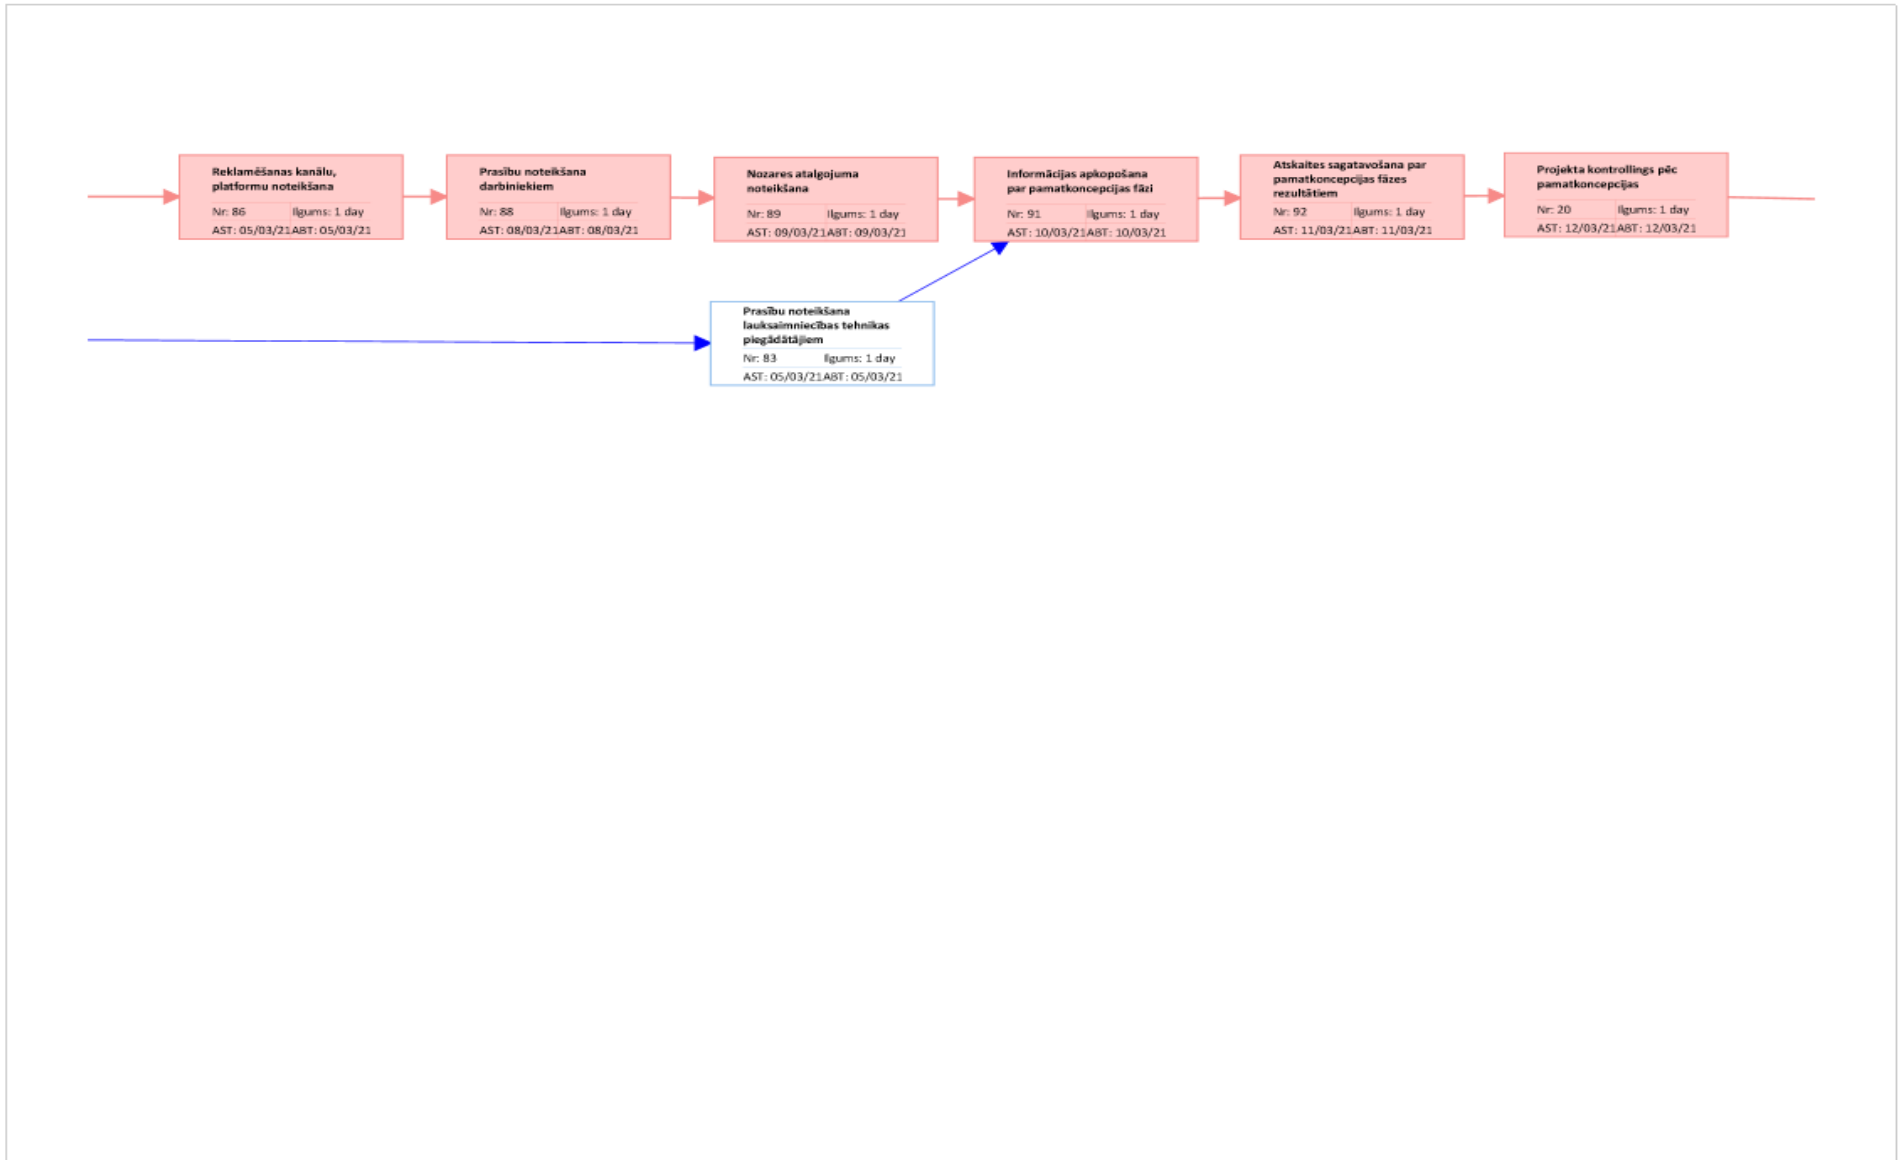 Reklamēšanas kanālu,
platformu noteikšana
Nr: 86 Ilgums: 1 day
AST: 05/03/21 ABT: 05/03/21
Prasību noteikšana
darbiniekiem
Nr: 88 Ilgums: 1 day
AST: 08/03/21 ABT: 08/03/21
Nozares atalgojuma
noteikšana
Nr: 89 Ilgums: 1 day
AST: 09/03/21 ABT: 09/03/21
Informācijas apkopošana
par pamatkoncepcijas fāzi
Nr: 91 Ilgums: 1 day
AST: 10/03/21 ABT: 10/03/21
Atskaites sagatavošana par
pamatkoncepcijas fāzes
rezultātiem
Nr: 92 Ilgums: 1 day
AST: 11/03/21 ABT: 11/03/21
Projekta kontrollings pēc
pamatkoncepcijas
Nr: 20 Ilgums: 1 day
AST: 12/03/21 ABT: 12/03/21
Prasību noteikšana
lauksaimniecības tehnikas
piegādātājiem
Nr: 83 Ilgums: 1 day
AST: 05/03/21 ABT: 05/03/21